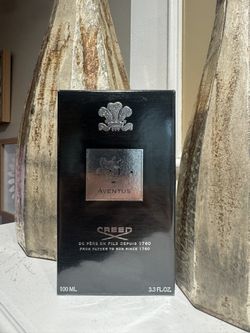 AVENTUS
CREED
DE PÈRE EN FILS DEPUIS 1760
FROM FATHER TO SON SINCE 1760
100 ML 3.3 FL.OZ.